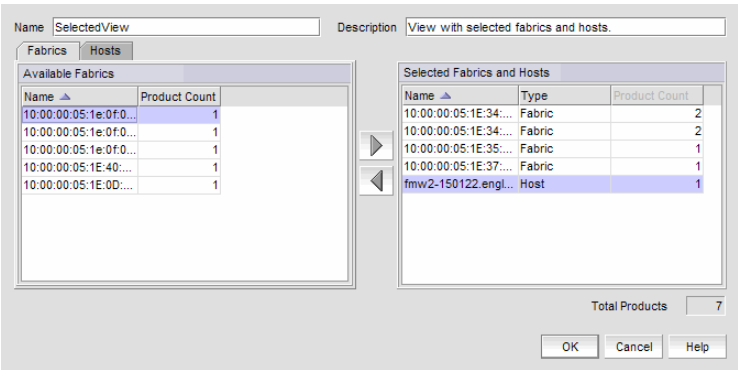 Name SelectedView Description View with selected fabrics and hosts.
Fabrics Hosts
Available Fabrics
Name Product Count
10:00:00:05:1e:0f:0... 1
10:00:00:05:1e:0f:0... 1
10:00:00:05:1e:0f:0... 1
10:00:00:05:1E:40:... 1
10:00:00:05:1E:0D:... 1
Selected Fabrics and Hosts
Name Type Product Count
10:00:00:05:1E:34:... Fabric 2
10:00:00:05:1E:34:... Fabric 2
10:00:00:05:1E:35:... Fabric 1
10:00:00:05:1E:37:... Fabric 1
fmw2-150122.engl... Host 1
Total Products 7
OK Cancel Help